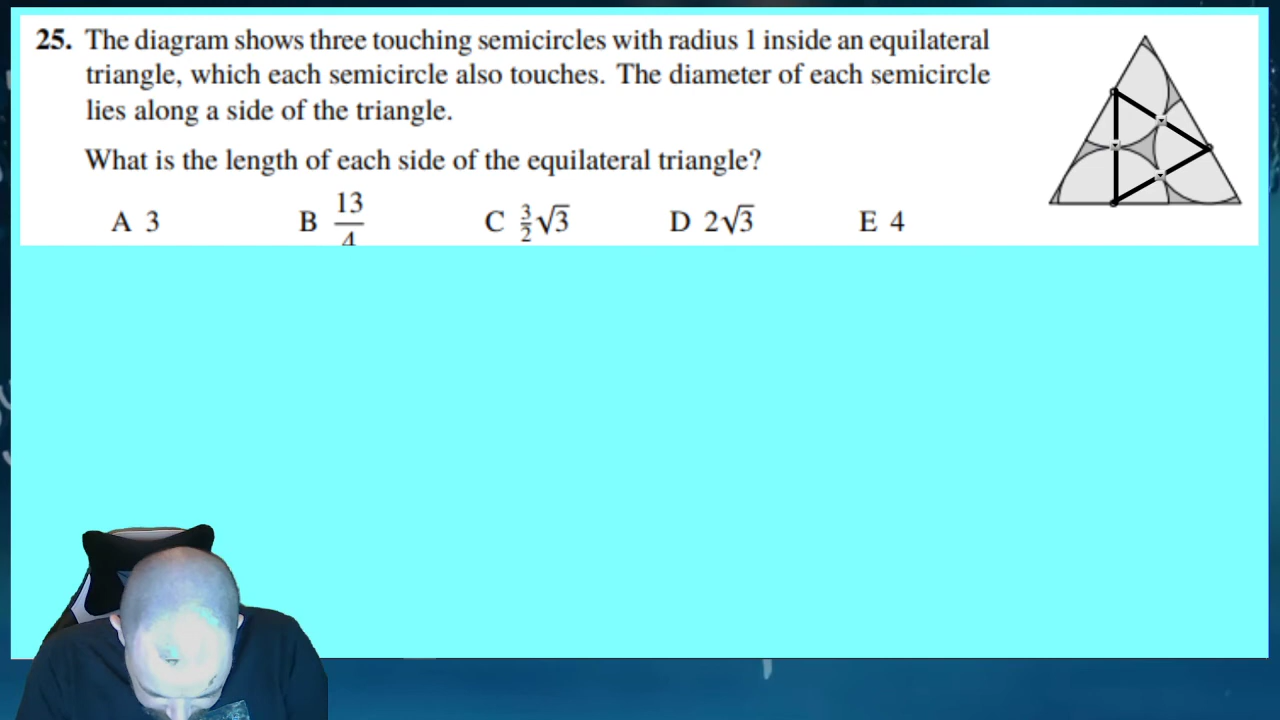 25. The diagram shows three touching semicircles with radius 1 inside an equilateral
triangle, which each semicircle also touches. The diameter of each semicircle
lies along a side of the triangle.
What is the length of each side of the equilateral triangle?
A 3 B 13/4 C 3/2√3 D 2√3 E 4